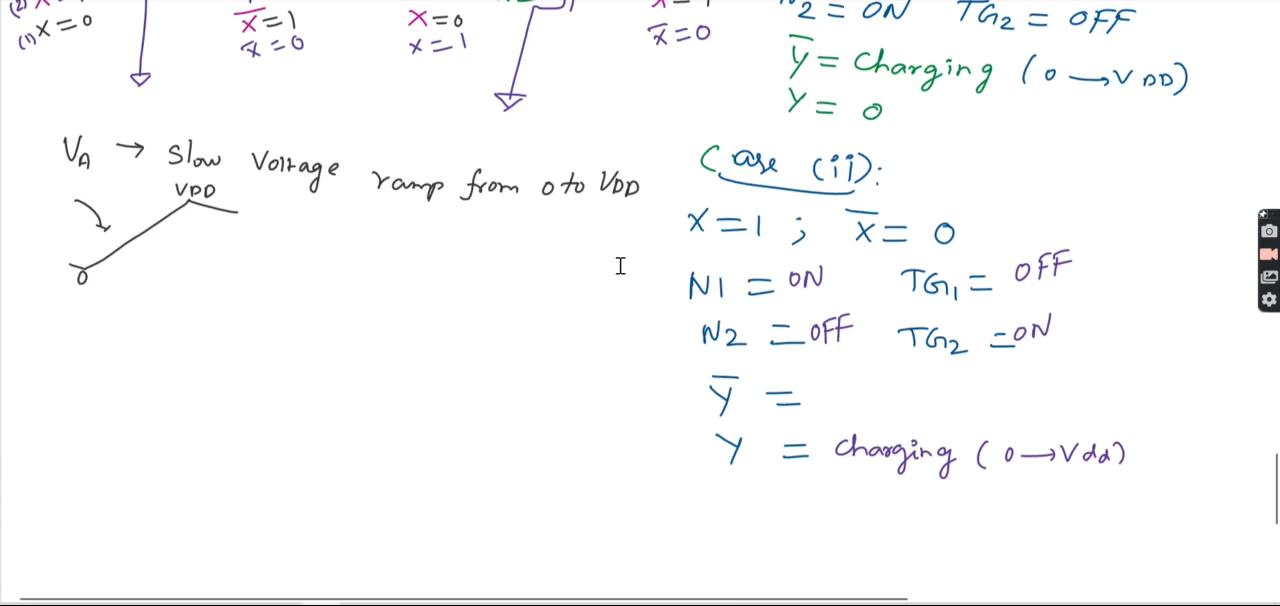 (1) X = 0
X̅ = 1
x̅ = 0
X = 0
x = 1
x̅ = 0
N2 = ON TG2 = OFF
Y̅ = Charging (0 → VDD)
Y = 0
VA → Slow Voltage ramp from 0 to VDD
VDD
0
Case (ii):
X = 1 ; X̅ = 0
N1 = ON TG1 = OFF
N2 = OFF TG2 = ON
Y̅ =
Y = Charging (0 → Vdd)